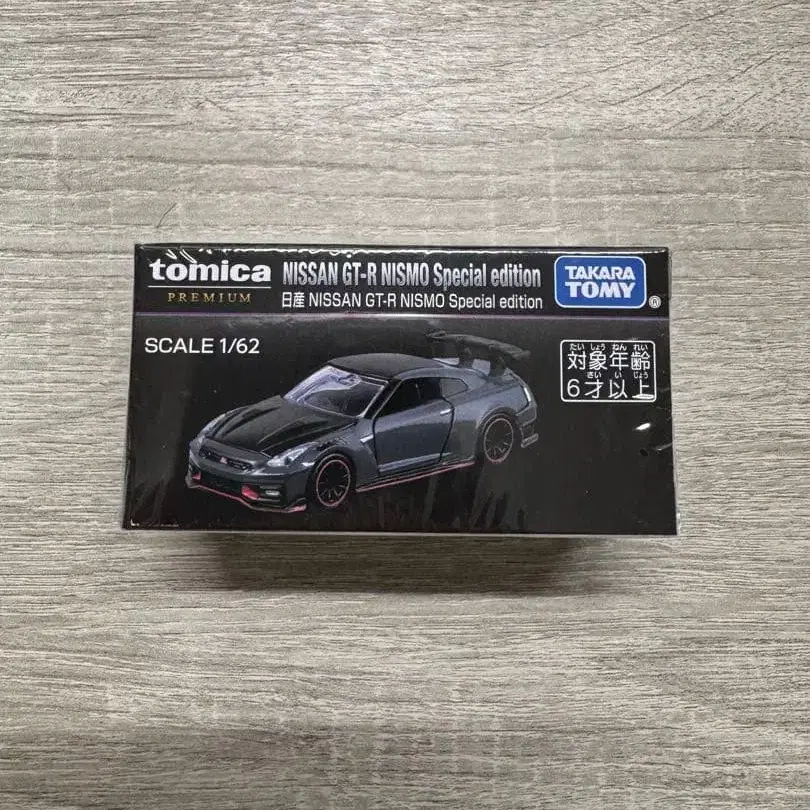 tomica
PREMIUM
NISSAN GT-R NISMO Special edition
日産 NISSAN GT-R NISMO Special edition
TAKARA
TOMY
®
SCALE 1/62
たいしょうねんれい
対象年齢
さいいじょう
6才以上